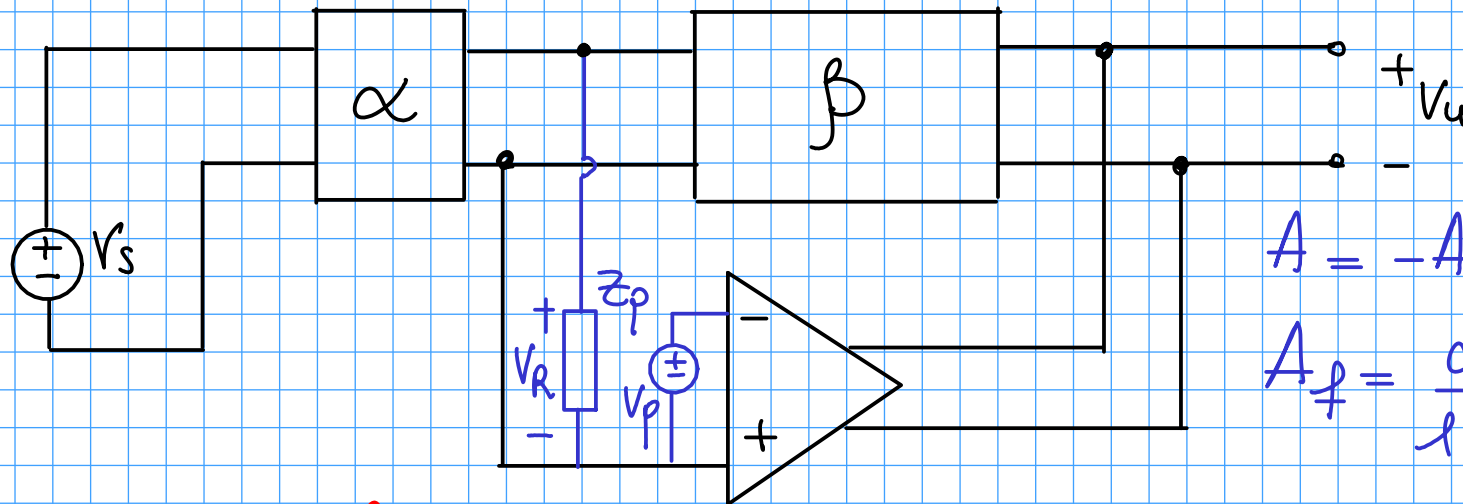 α
β
+
Vu
-
+
-
Vs
A = -A
Zp
+
VR
-
+
-
Vp
-
+
Af =